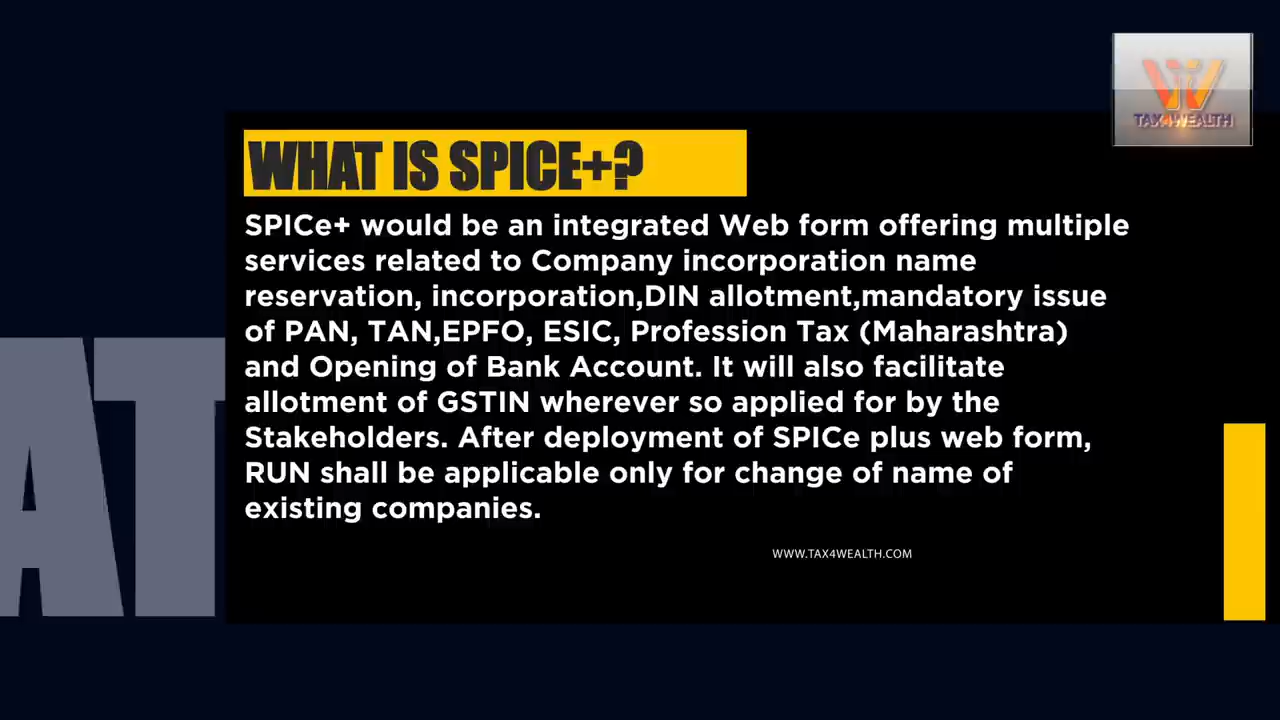 TAX4WEALTH
WHAT IS SPICE+?
SPICe+ would be an integrated Web form offering multiple
services related to Company incorporation name
reservation, incorporation,DIN allotment,mandatory issue
of PAN, TAN,EPFO, ESIC, Profession Tax (Maharashtra)
and Opening of Bank Account. It will also facilitate
allotment of GSTIN wherever so applied for by the
Stakeholders. After deployment of SPICe plus web form,
RUN shall be applicable only for change of name of
existing companies.
WWW.TAX4WEALTH.COM
AT